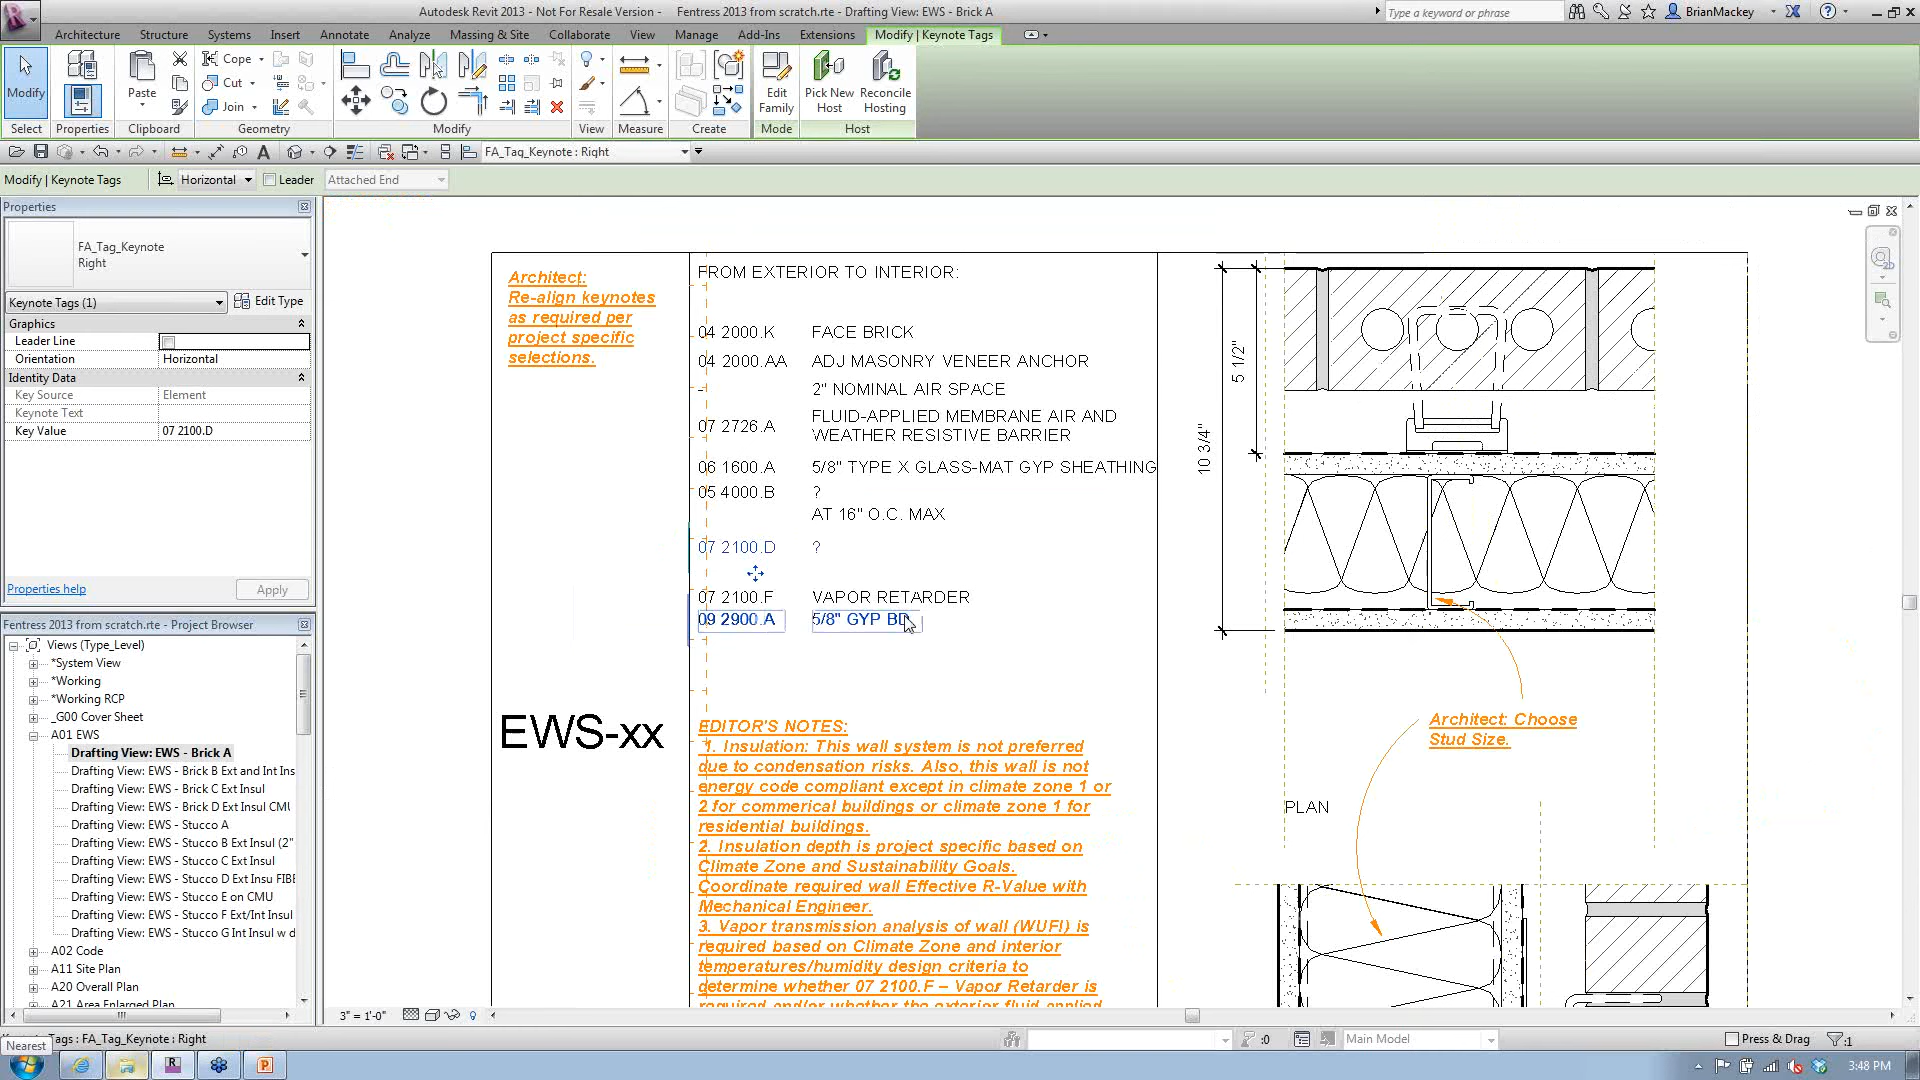 Autodesk Revit 2013 - Not For Resale Version - Fentress 2013 from scratch.rte - Drafting View: EWS - Brick A
Type a keyword or phrase
BrianMackey
Architecture Structure Systems Insert Annotate Analyze Massing & Site Collaborate View Manage Add-Ins Extensions Modify | Keynote Tags
Modify
Paste
Cope
Cut
Join
Edit Family
Pick New Host
Reconcile Hosting
Select Properties Clipboard Geometry Modify View Measure Create Mode Host
FA_Tag_Keynote : Right
Modify | Keynote Tags
Horizontal
Leader
Attached End
Properties
FA_Tag_Keynote
Right
Keynote Tags (1)
Edit Type
Graphics
Leader Line
Orientation Horizontal
Identity Data
Key Source Element
Keynote Text
Key Value 07 2100.D
Properties help
Apply
Fentress 2013 from scratch.rte - Project Browser
Views (Type_Level)
*System View
*Working
*Working RCP
_G00 Cover Sheet
A01 EWS
Drafting View: EWS - Brick A
Drafting View: EWS - Brick B Ext and Int Ins
Drafting View: EWS - Brick C Ext Insul
Drafting View: EWS - Brick D Ext Insul CMU
Drafting View: EWS - Stucco A
Drafting View: EWS - Stucco B Ext Insul (2"
Drafting View: EWS - Stucco C Ext Insul
Drafting View: EWS - Stucco D Ext Insu FIBE
Drafting View: EWS - Stucco E on CMU
Drafting View: EWS - Stucco F Ext/Int Insul
Drafting View: EWS - Stucco G Int Insul w d
A02 Code
A11 Site Plan
A20 Overall Plan
A21 Area Enlarged Plan
Architect:
Re-align keynotes
as required per
project specific
selections.
EWS-xx
FROM EXTERIOR TO INTERIOR:
04 2000.K FACE BRICK
04 2000.AA ADJ MASONRY VENEER ANCHOR
- 2" NOMINAL AIR SPACE
07 2726.A FLUID-APPLIED MEMBRANE AIR AND
WEATHER RESISTIVE BARRIER
06 1600.A 5/8" TYPE X GLASS-MAT GYP SHEATHING
05 4000.B ?
AT 16" O.C. MAX
07 2100.D ?
07 2100.F VAPOR RETARDER
09 2900.A 5/8" GYP BD
EDITOR'S NOTES:
1. Insulation: This wall system is not preferred
due to condensation risks. Also, this wall is not
energy code compliant except in climate zone 1 or
2 for commerical buildings or climate zone 1 for
residential buildings.
2. Insulation depth is project specific based on
Climate Zone and Sustainability Goals.
Coordinate required wall Effective R-Value with
Mechanical Engineer.
3. Vapor transmission analysis of wall (WUFI) is
required based on Climate Zone and interior
temperatures/humidity design criteria to
determine whether 07 2100.F – Vapor Retarder is
required and/or whether the exterior fluid applied
5 1/2"
10 3/4"
Architect: Choose
Stud Size.
PLAN
3" = 1'-0"
Tags : FA_Tag_Keynote : Right
Nearest
:0
Main Model
Press & Drag
:1
3:48 PM